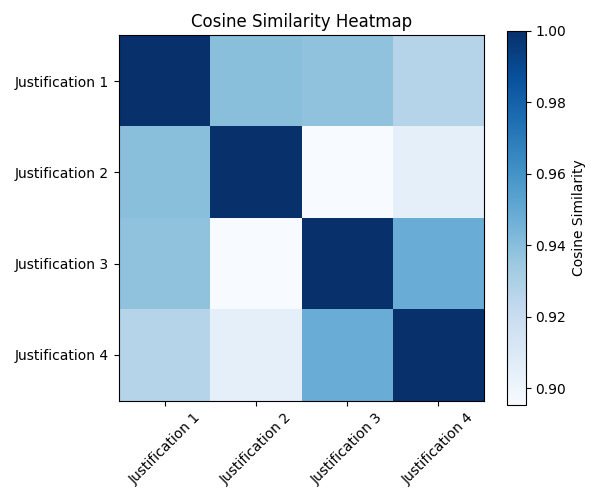 Cosine Similarity Heatmap
Justification 1
Justification 2
Justification 3
Justification 4
Justification 1
Justification 2
Justification 3
Justification 4
1.00
0.98
0.96
0.94
0.92
0.90
Cosine Similarity